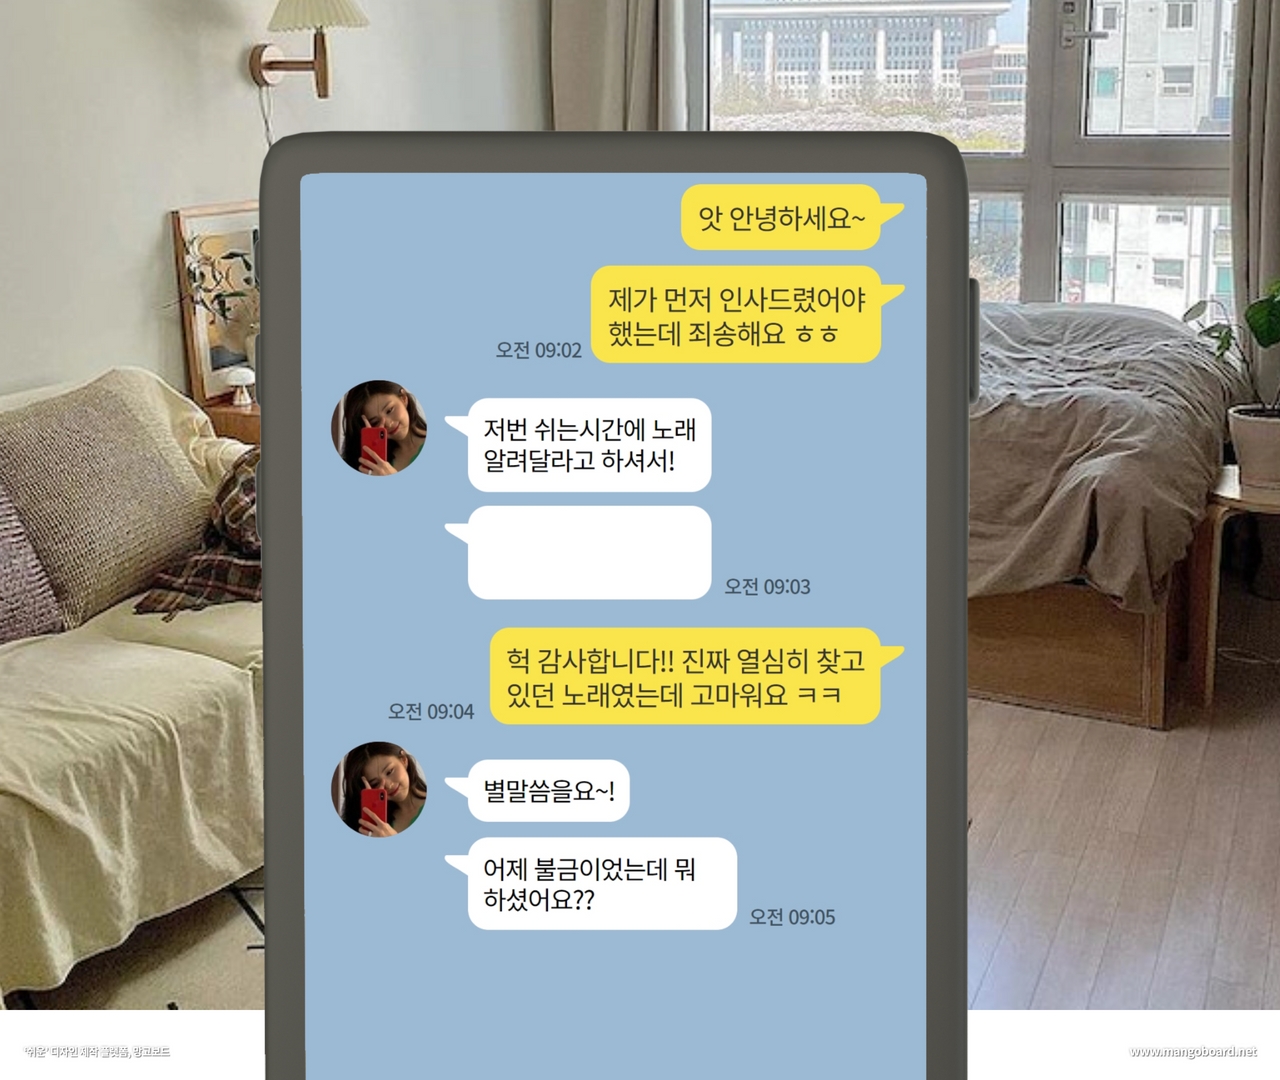 앗 안녕하세요~
제가 먼저 인사드렸어야
했는데 죄송해요 ㅎㅎ
오전 09:02
저번 쉬는시간에 노래
알려달라고 하셔서!
오전 09:03
헉 감사합니다!! 진짜 열심히 찾고
있던 노래였는데 고마워요 ㅋㅋ
오전 09:04
별말씀을요~!
어제 불금이었는데 뭐
하셨어요??
오전 09:05
'쉬운' 디자인 제작 플랫폼, 망고보드
www.mangoboard.net